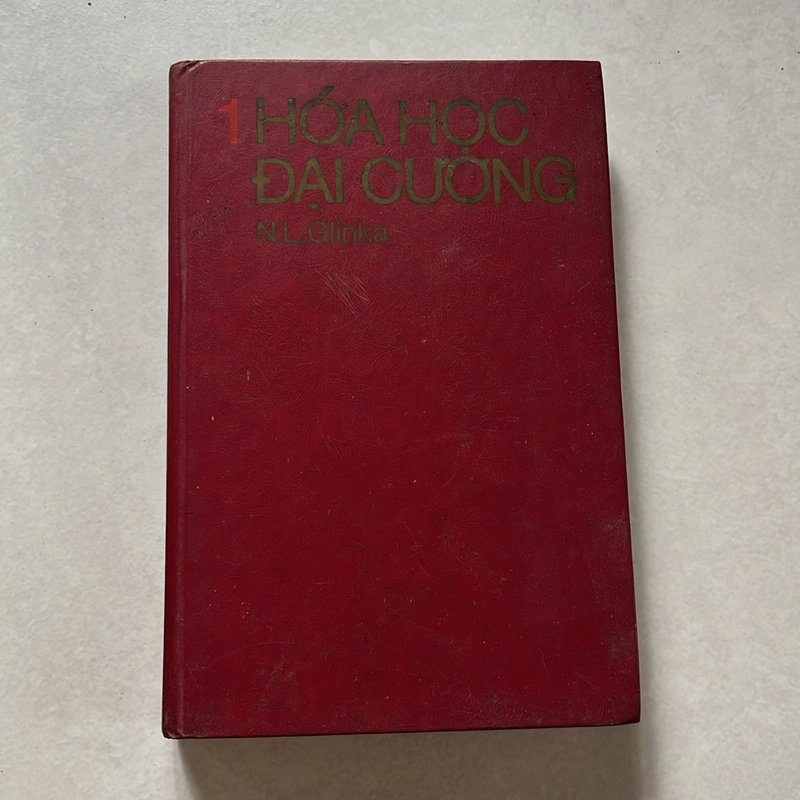 1 HÓA HỌC
ĐẠI CƯƠNG
N.L.Glinka